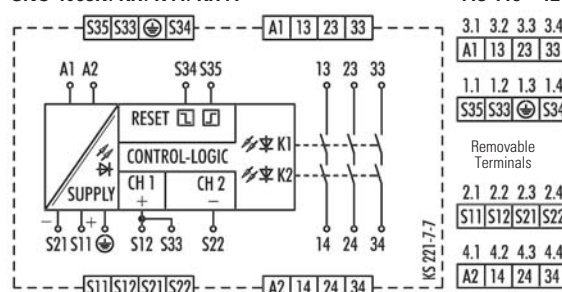 S35 S33 S34 A1 13 23 33
A1 A2 S34 S35 13 23 33
RESET
K1
CONTROL-LOGIC
K2
SUPPLY
CH 1 CH 2
+ −
− +
S21 S11 S12 S33 S22 14 24 34
KS 221-7-7
S11 S12 S21 S22 A2 14 24 34
3.1 3.2 3.3 3.4
A1 13 23 33
1.1 1.2 1.3 1.4
S35 S33 S34
Removable
Terminals
2.1 2.2 2.3 2.4
S11 S12 S21 S22
4.1 4.2 4.3 4.4
A2 14 24 34